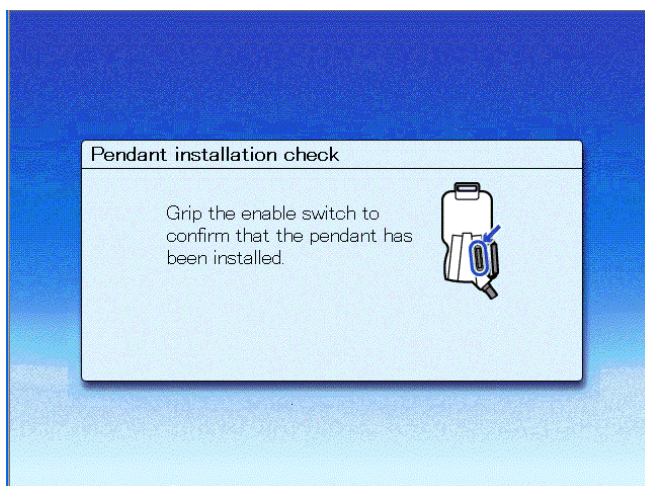 Pendant installation check
Grip the enable switch to
confirm that the pendant has
been installed.